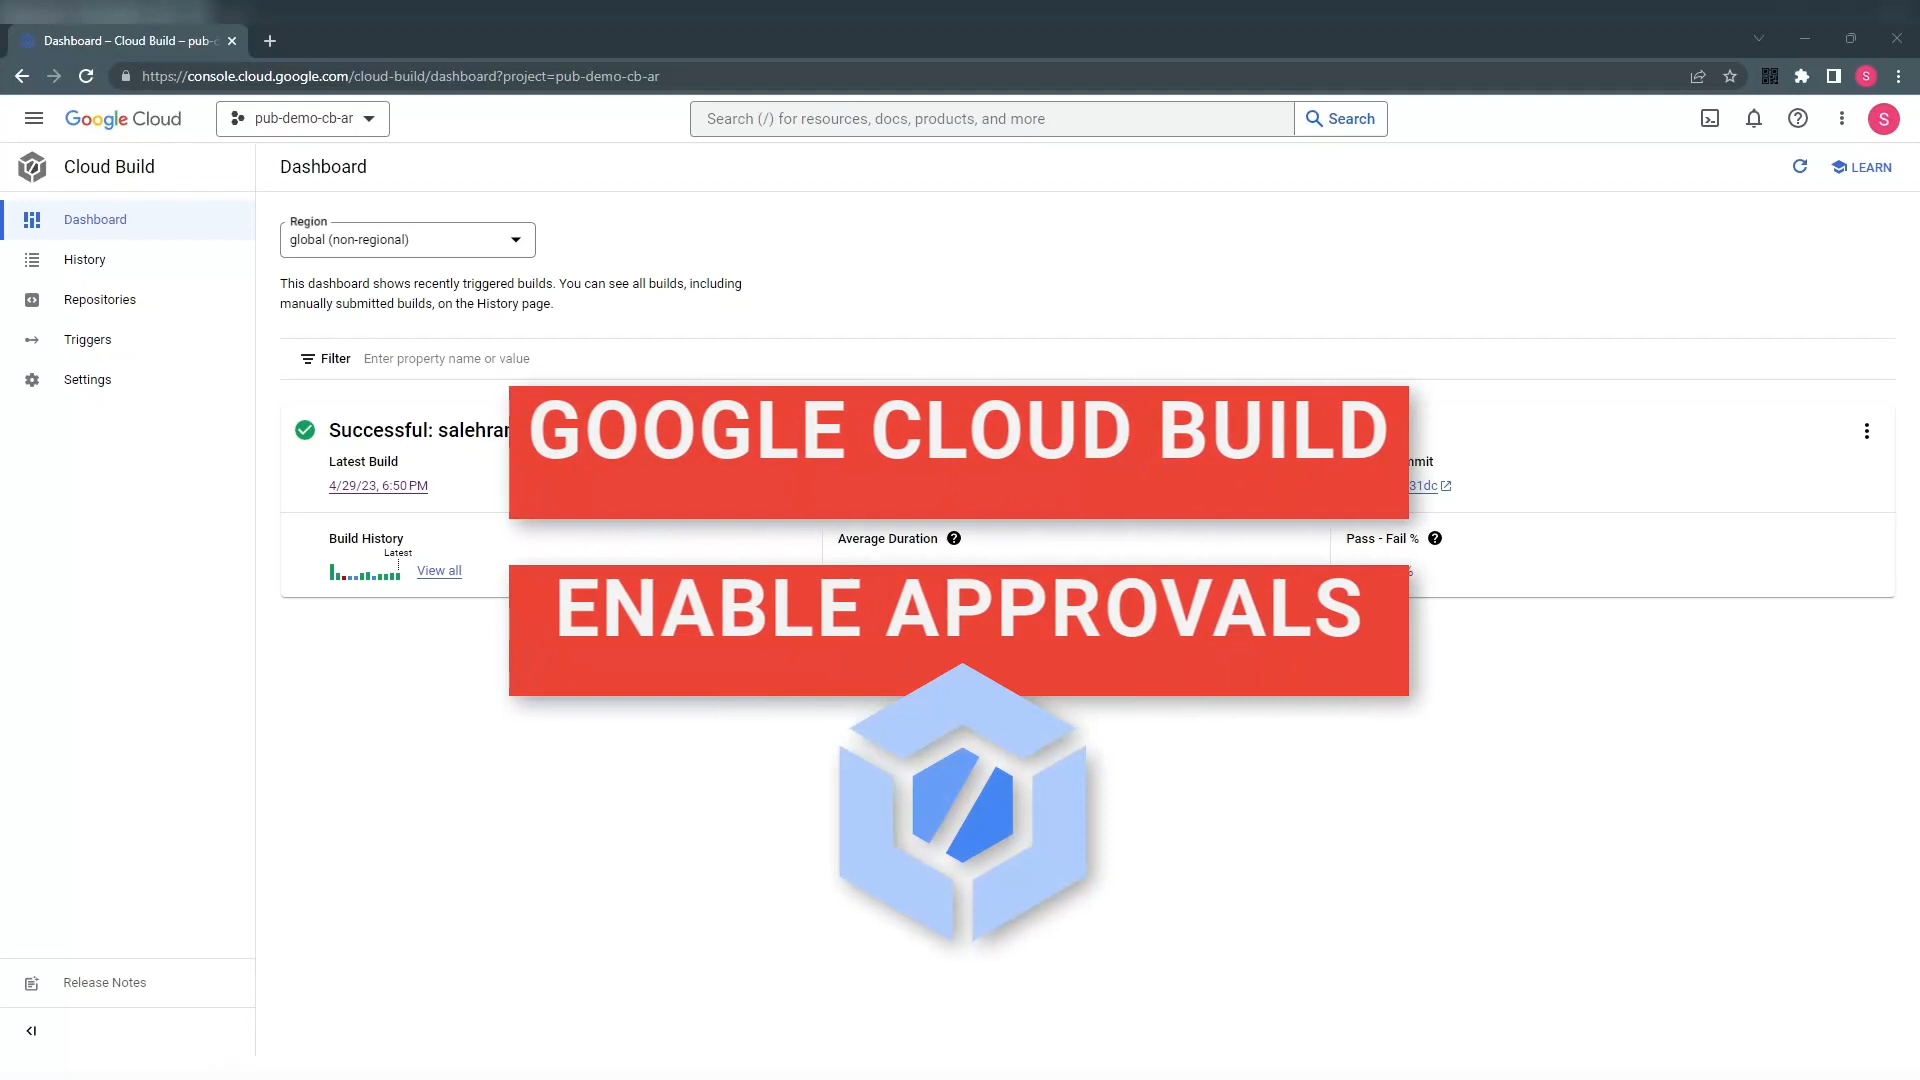 Dashboard – Cloud Build – pub-
https://console.cloud.google.com/cloud-build/dashboard?project=pub-demo-cb-ar
S
Google Cloud
pub-demo-cb-ar
Search (/) for resources, docs, products, and more
Search
S
Cloud Build
Dashboard
LEARN
Dashboard
History
Repositories
Triggers
Settings
Region
global (non-regional)
This dashboard shows recently triggered builds. You can see all builds, including
manually submitted builds, on the History page.
Filter
Enter property name or value
GOOGLE CLOUD BUILD
Successful:
Latest Build
4/29/23, 6:50 PM
31dc
Build History
Latest
View all
Average Duration
Pass - Fail %
ENABLE APPROVALS
Release Notes